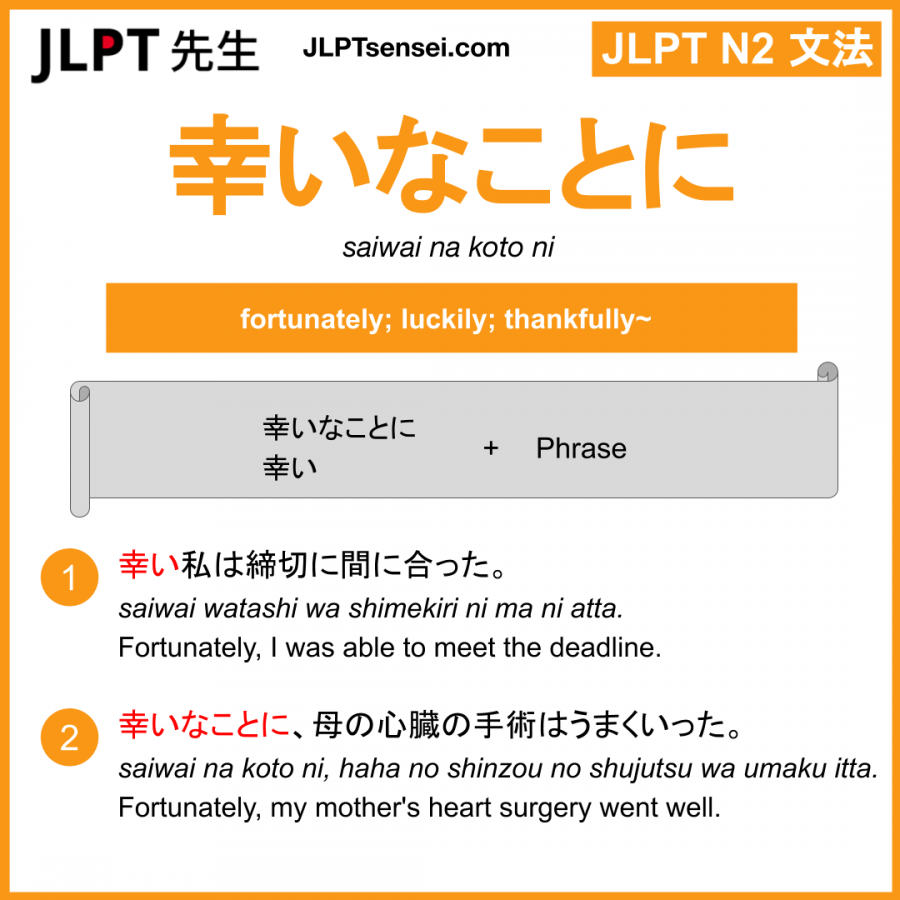 JLPT 先生
JLPTsensei.com
JLPT N2 文法
幸いなことに
saiwai na koto ni
fortunately; luckily; thankfully~
幸いなことに
幸い
+ Phrase
1
幸い私は締切に間に合った。
saiwai watashi wa shimekiri ni ma ni atta.
Fortunately, I was able to meet the deadline.
2
幸いなことに、母の心臓の手術はうまくいった。
saiwai na koto ni, haha no shinzou no shujutsu wa umaku itta.
Fortunately, my mother's heart surgery went well.